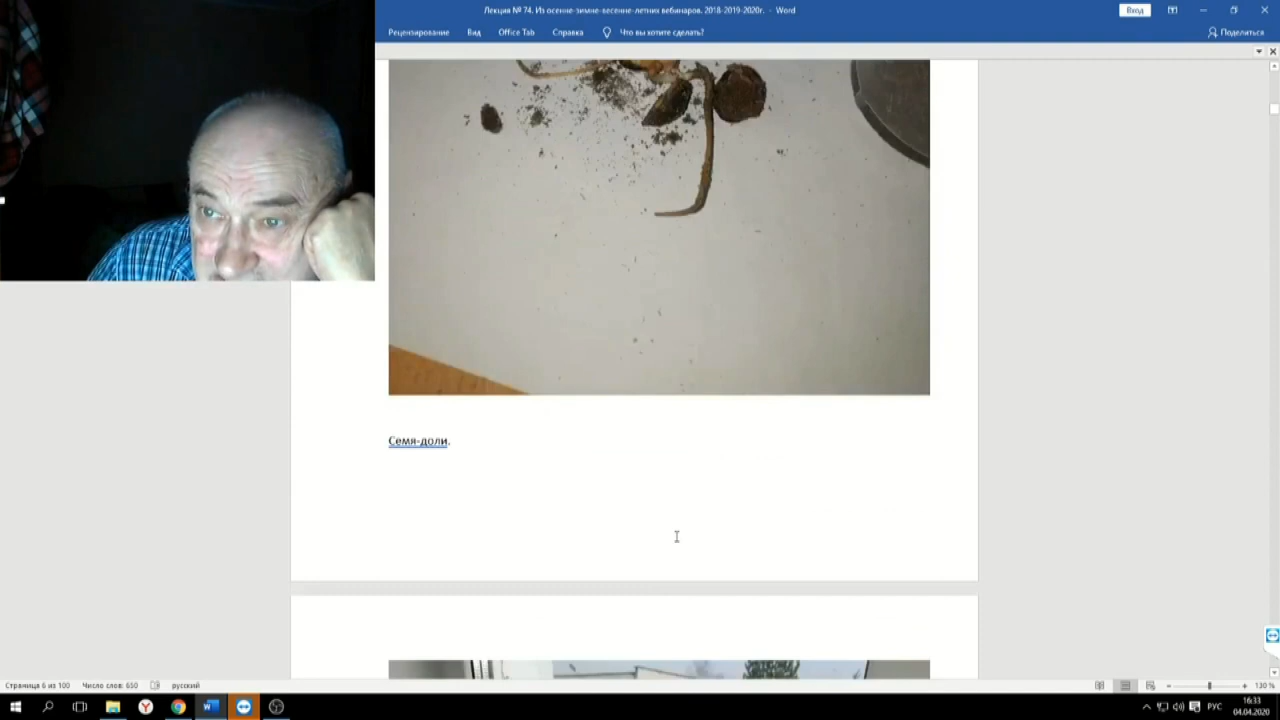 Лекция № 74. Из осенне-зимне-весенне-летних вебинаров. 2018-2019-2020г. - Word
Вход
Рецензирование Вид Office Tab Справка Что вы хотите сделать? Поделиться
Семя-доли.
Страница 6 из 100 Число слов: 650 русский 130 %
РУС
16:33
04.04.2020